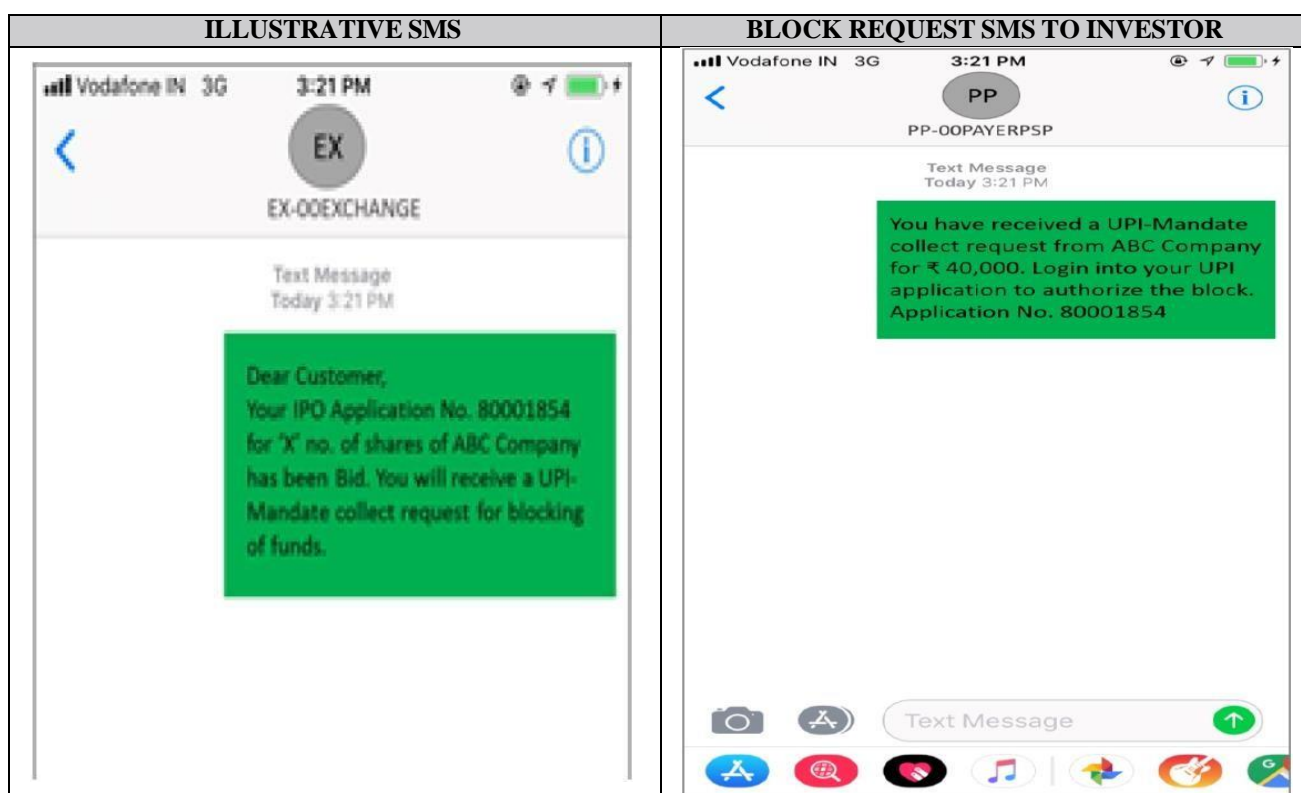 ILLUSTRATIVE SMS
Vodafone IN 3G 3:21 PM
EX
EX-00EXCHANGE
Text Message
Today 3:21 PM
Dear Customer,
Your IPO Application No. 80001854
for "X" no. of shares of ABC Company
has been Bid. You will receive a UPI-
Mandate collect request for blocking
of funds.
BLOCK REQUEST SMS TO INVESTOR
Vodafone IN 3G 3:21 PM
PP
PP-00PAYERPSP
Text Message
Today 3:21 PM
You have received a UPI-Mandate
collect request from ABC Company
for ₹ 40,000. Login into your UPI
application to authorize the block.
Application No. 80001854
Text Message
G